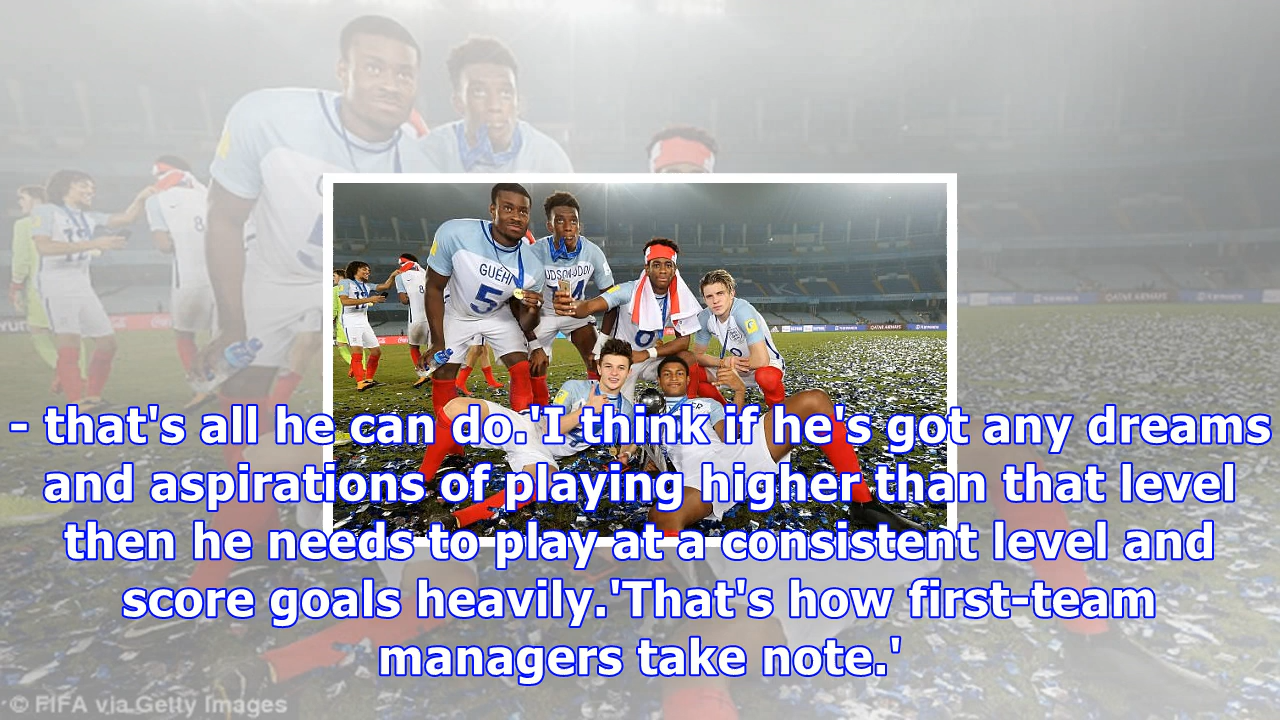 GUÉHI
5
- that's all he can do.'I think if he's got any dreams
and aspirations of playing higher than that level
then he needs to play at a consistent level and
score goals heavily.'That's how first-team
managers take note.'
© FIFA via Getty Images